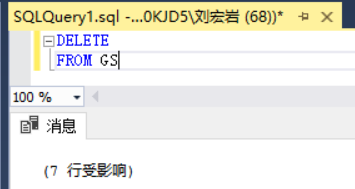 SQLQuery1.sql -...0KJD5\刘宏岩 (68))*
DELETE
FROM GS
100 %
消息
(7 行受影响)